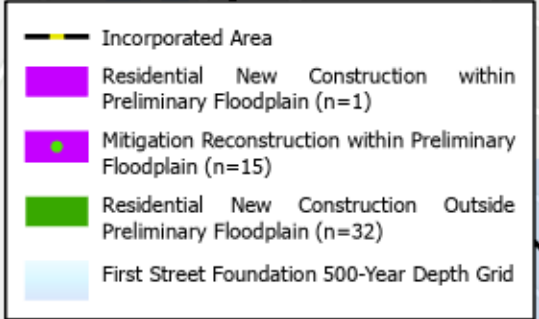 Incorporated Area
Residential New Construction within
Preliminary Floodplain (n=1)
Mitigation Reconstruction within Preliminary
Floodplain (n=15)
Residential New Construction Outside
Preliminary Floodplain (n=32)
First Street Foundation 500-Year Depth Grid